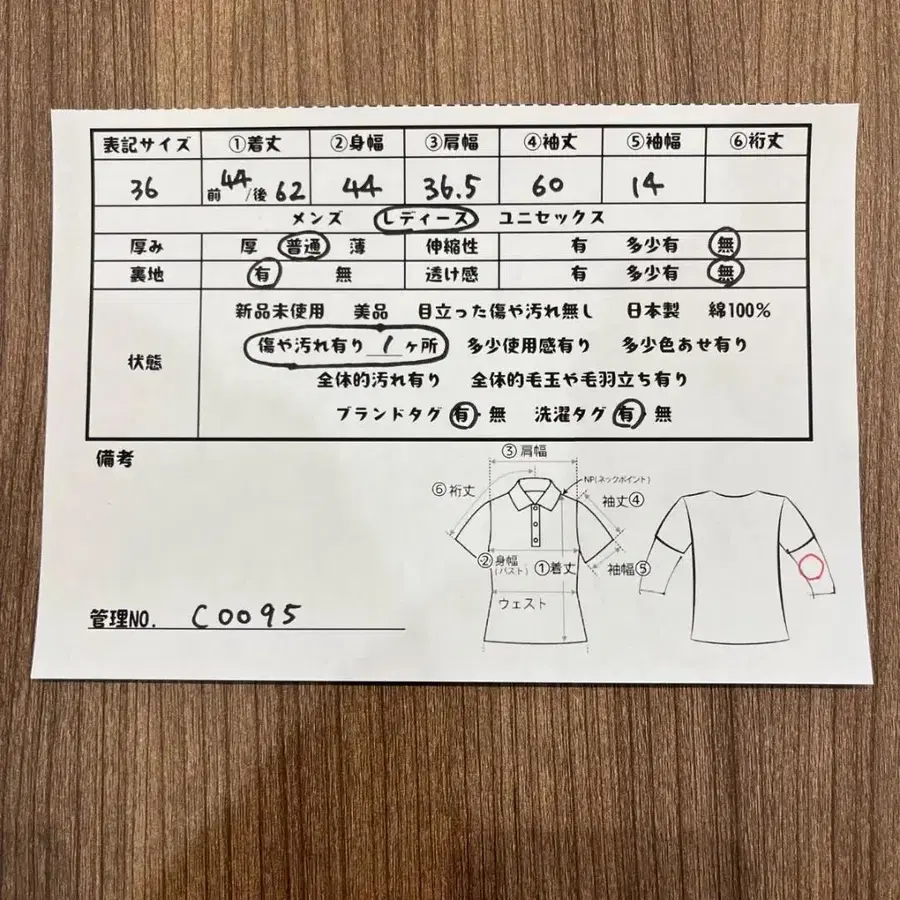 表記サイズ ①着丈 ②身幅 ③肩幅 ④袖丈 ⑤袖幅 ⑥裄丈
36 前44/後62 44 36.5 60 14
メンズ レディース ユニセックス
厚み 厚 普通 薄 伸縮性 有 多少有 無
裏地 有 無 透け感 有 多少有 無
状態
新品未使用 美品 目立った傷や汚れ無し 日本製 綿100%
傷や汚れ有り 1 ヶ所 多少使用感有り 多少色あせ有り
全体的汚れ有り 全体的毛玉や毛羽立ち有り
ブランドタグ 有・無 洗濯タグ 有・無
備考
③肩幅
⑥裄丈
NP(ネックポイント)
袖丈④
②身幅
(バスト)
①着丈
袖幅⑤
ウェスト
管理NO. C0095